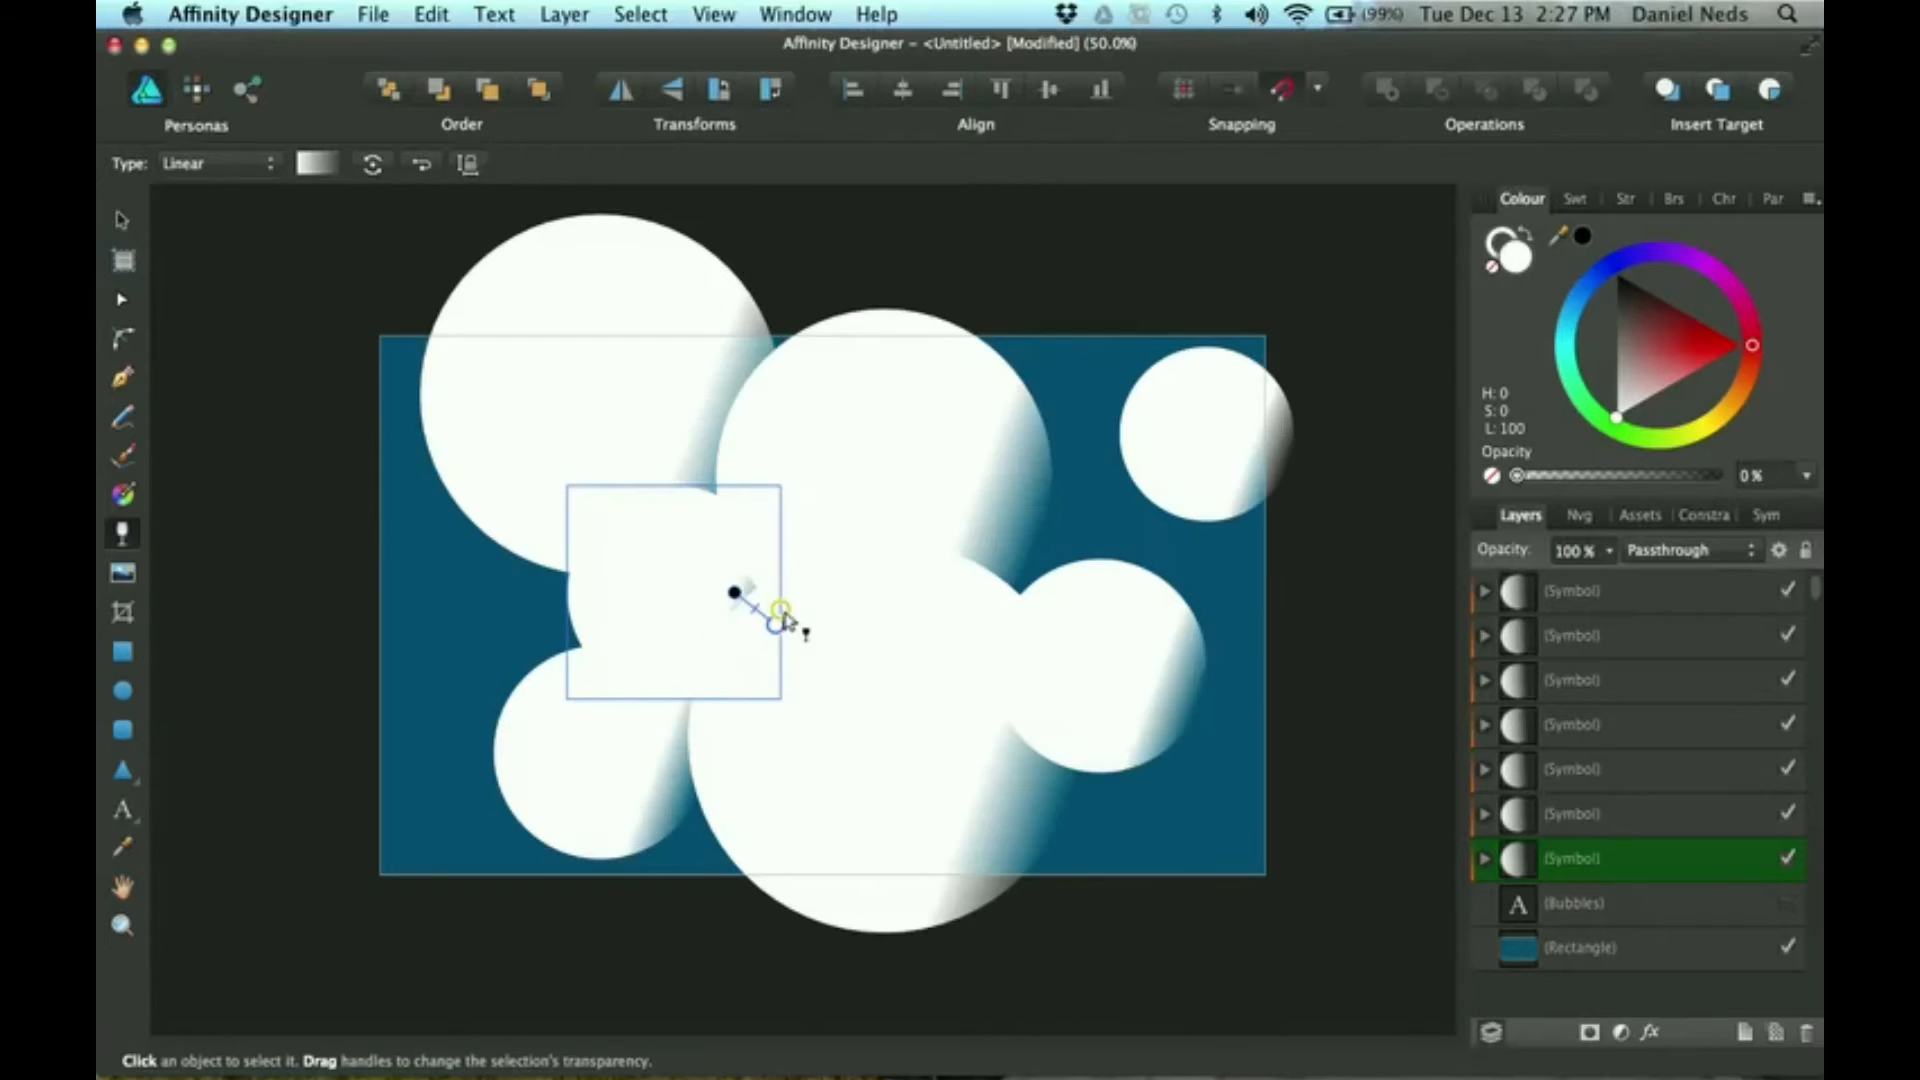 Affinity Designer File Edit Text Layer Select View Window Help (99%) Tue Dec 13 2:27 PM Daniel Neds
Affinity Designer - <Untitled> [Modified] (50.0%)
Personas Order Transforms Align Snapping Operations Insert Target
Type: Linear
Colour Swt Str Brs Chr Par
H: 0
S: 0
L: 100
Opacity
0 %
Layers Nvg Assets Constra Sym
Opacity: 100 % Passthrough
(Symbol)
(Symbol)
(Symbol)
(Symbol)
(Symbol)
(Symbol)
(Symbol)
A (Bubbles)
(Rectangle)
A
fx
Click an object to select it. Drag handles to change the selection's transparency.